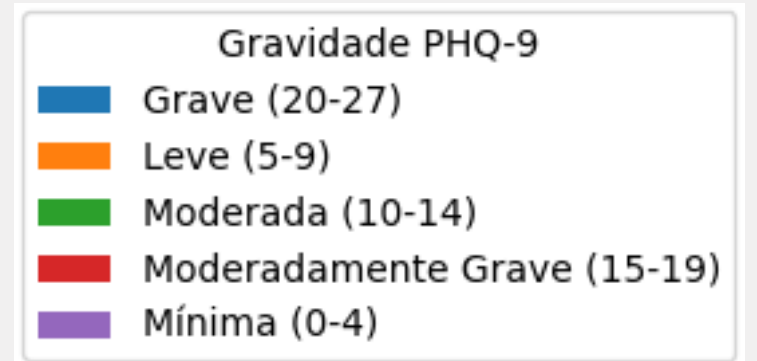 Gravidade PHQ-9
Grave (20-27)
Leve (5-9)
Moderada (10-14)
Moderadamente Grave (15-19)
Mínima (0-4)